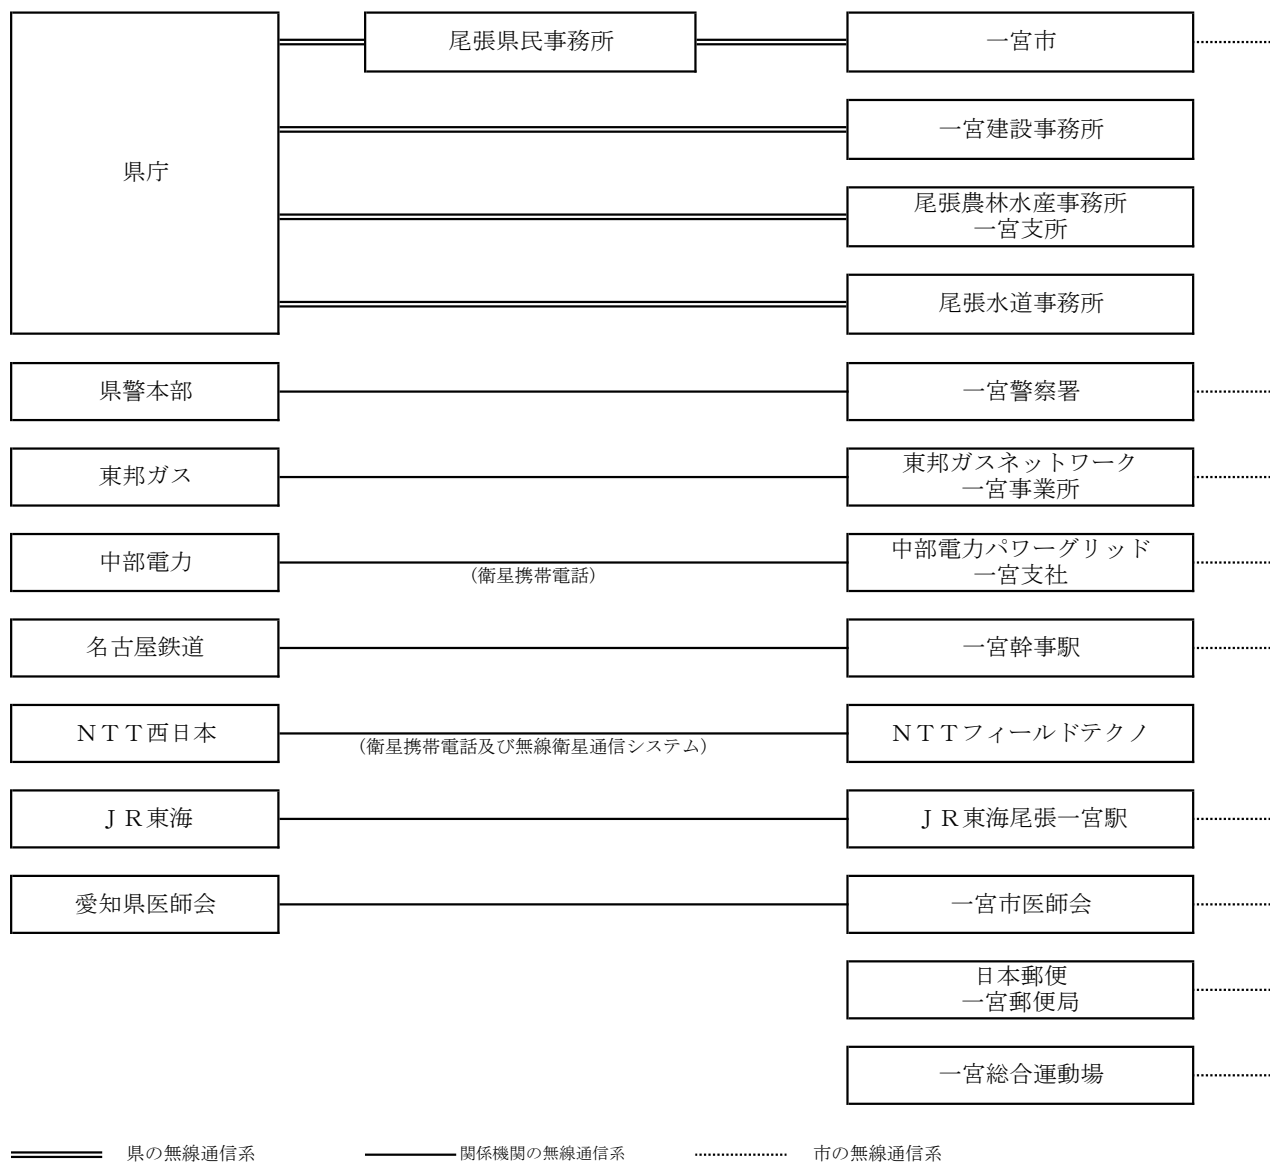 尾張県民事務所
一宮市
一宮建設事務所
県庁
尾張農林水産事務所
一宮支所
尾張水道事務所
県警本部
一宮警察署
東邦ガス
東邦ガスネットワーク
一宮事業所
中部電力
(衛星携帯電話)
中部電力パワーグリッド
一宮支社
名古屋鉄道
一宮幹事駅
ＮＴＴ西日本
(衛星携帯電話及び無線衛星通信システム)
ＮＴＴフィールドテクノ
ＪＲ東海
ＪＲ東海尾張一宮駅
愛知県医師会
一宮市医師会
日本郵便
一宮郵便局
一宮総合運動場
県の無線通信系
関係機関の無線通信系
市の無線通信系